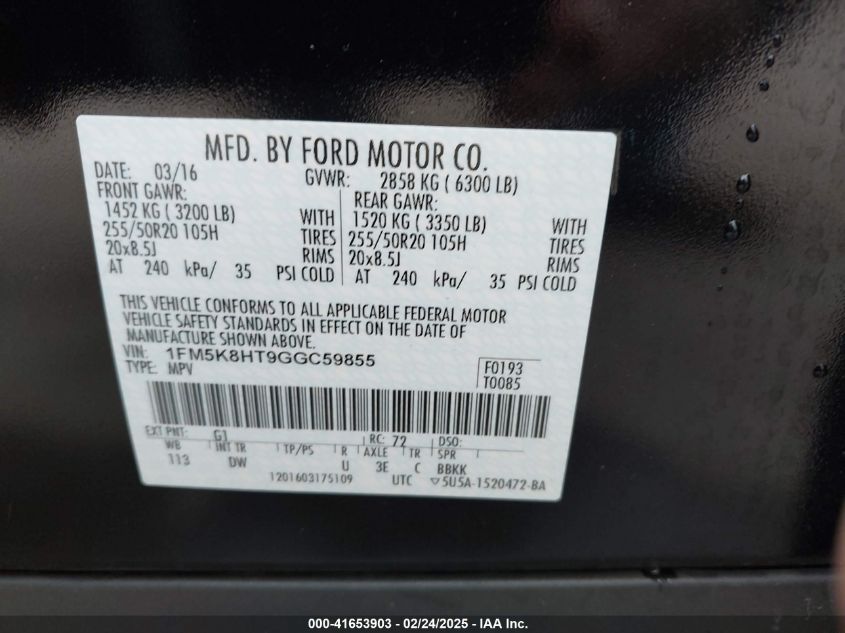 MFD. BY FORD MOTOR CO.
DATE: 03/16 GVWR: 2858 KG ( 6300 LB)
FRONT GAWR: REAR GAWR:
1452 KG ( 3200 LB) WITH 1520 KG ( 3350 LB) WITH
255/50R20 105H TIRES 255/50R20 105H TIRES
20x8.5J RIMS 20x8.5J RIMS
AT 240 kPa/ 35 PSI COLD AT 240 kPa/ 35 PSI COLD
THIS VEHICLE CONFORMS TO ALL APPLICABLE FEDERAL MOTOR
VEHICLE SAFETY STANDARDS IN EFFECT ON THE DATE OF
MANUFACTURE SHOWN ABOVE.
VIN: 1FM5K8HT9GGC59855 F0193
TYPE: MPV T0085
EXT PNT: G1 RC: 72 DSO:
WB INT TR TP/PS R AXLE TR SPR
113 DW U 3E C BBKK
1201603175109 UTC ▽5U5A-1520472-BA
000-41653903 / 02/24/2025 - IAA Inc.